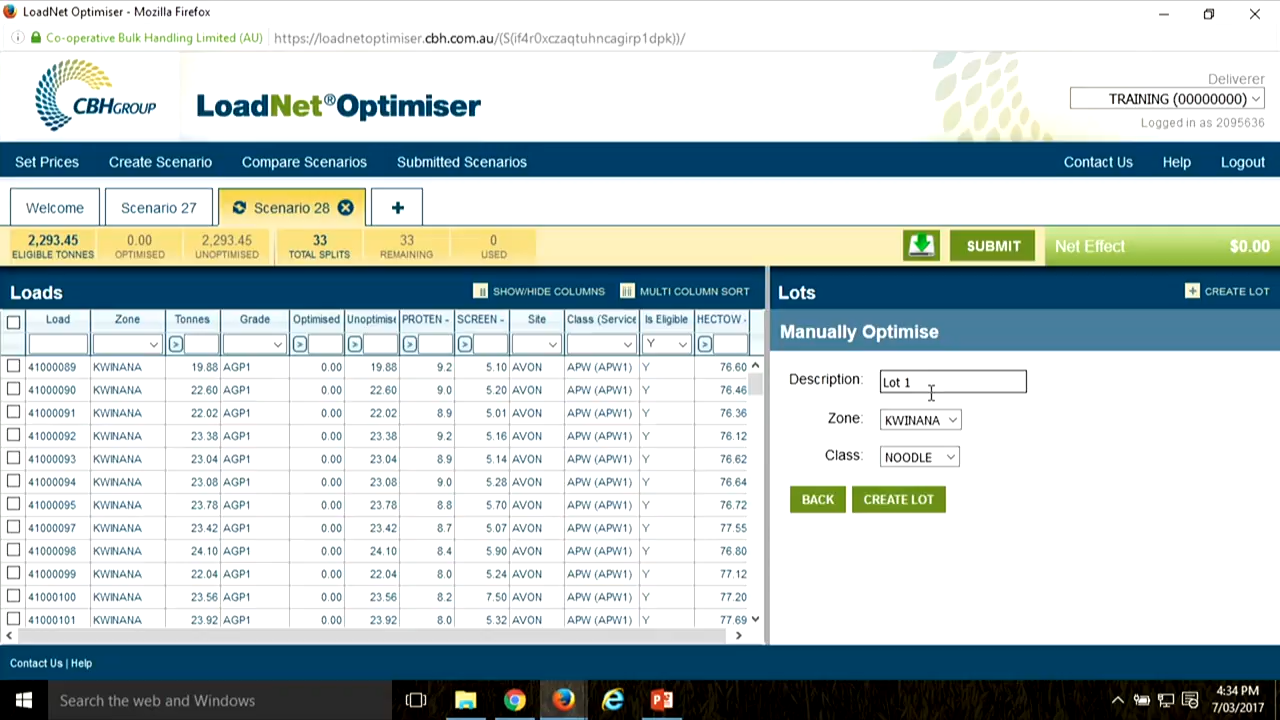 LoadNet Optimiser - Mozilla Firefox
Co-operative Bulk Handling Limited (AU) https://loadnetoptimiser.cbh.com.au/(S(if4r0xczaqtuhncagirp1dpk))/
CBHGROUP
LoadNet®Optimiser
Deliverer
TRAINING (00000000)
Logged in as 2095636
Set Prices Create Scenario Compare Scenarios Submitted Scenarios Contact Us Help Logout
Welcome Scenario 27 Scenario 28 +
2,293.45 0.00 2,293.45 33 33 0
ELIGIBLE TONNES OPTIMISED UNOPTIMISED TOTAL SPLITS REMAINING USED
SUBMIT Net Effect $0.00
Loads SHOW/HIDE COLUMNS MULTI COLUMN SORT
Load Zone Tonnes Grade Optimised Unoptimise PROTEN - SCREEN - Site Class (Service Is Eligible HECTOW -
> > > > > Y >
41000089 KWINANA 19.88 AGP1 0.00 19.88 9.2 5.10 AVON APW (APW1) Y 76.60
41000090 KWINANA 22.60 AGP1 0.00 22.60 9.0 5.20 AVON APW (APW1) Y 76.46
41000091 KWINANA 22.02 AGP1 0.00 22.02 8.9 5.01 AVON APW (APW1) Y 76.36
41000092 KWINANA 23.38 AGP1 0.00 23.38 9.2 5.16 AVON APW (APW1) Y 76.12
41000093 KWINANA 23.04 AGP1 0.00 23.04 8.9 5.14 AVON APW (APW1) Y 76.62
41000094 KWINANA 23.08 AGP1 0.00 23.08 9.0 5.28 AVON APW (APW1) Y 76.64
41000095 KWINANA 23.78 AGP1 0.00 23.78 8.8 5.70 AVON APW (APW1) Y 76.72
41000097 KWINANA 23.42 AGP1 0.00 23.42 8.7 5.07 AVON APW (APW1) Y 77.55
41000098 KWINANA 24.10 AGP1 0.00 24.10 8.4 5.90 AVON APW (APW1) Y 76.80
41000099 KWINANA 22.04 AGP1 0.00 22.04 8.0 5.24 AVON APW (APW1) Y 77.12
41000100 KWINANA 23.56 AGP1 0.00 23.56 8.2 7.50 AVON APW (APW1) Y 77.20
41000101 KWINANA 23.92 AGP1 0.00 23.92 8.0 5.32 AVON APW (APW1) Y 77.69
Lots + CREATE LOT
Manually Optimise
Description: Lot 1
Zone: KWINANA
Class: NOODLE
BACK CREATE LOT
Contact Us | Help
Search the web and Windows
4:34 PM
7/03/2017